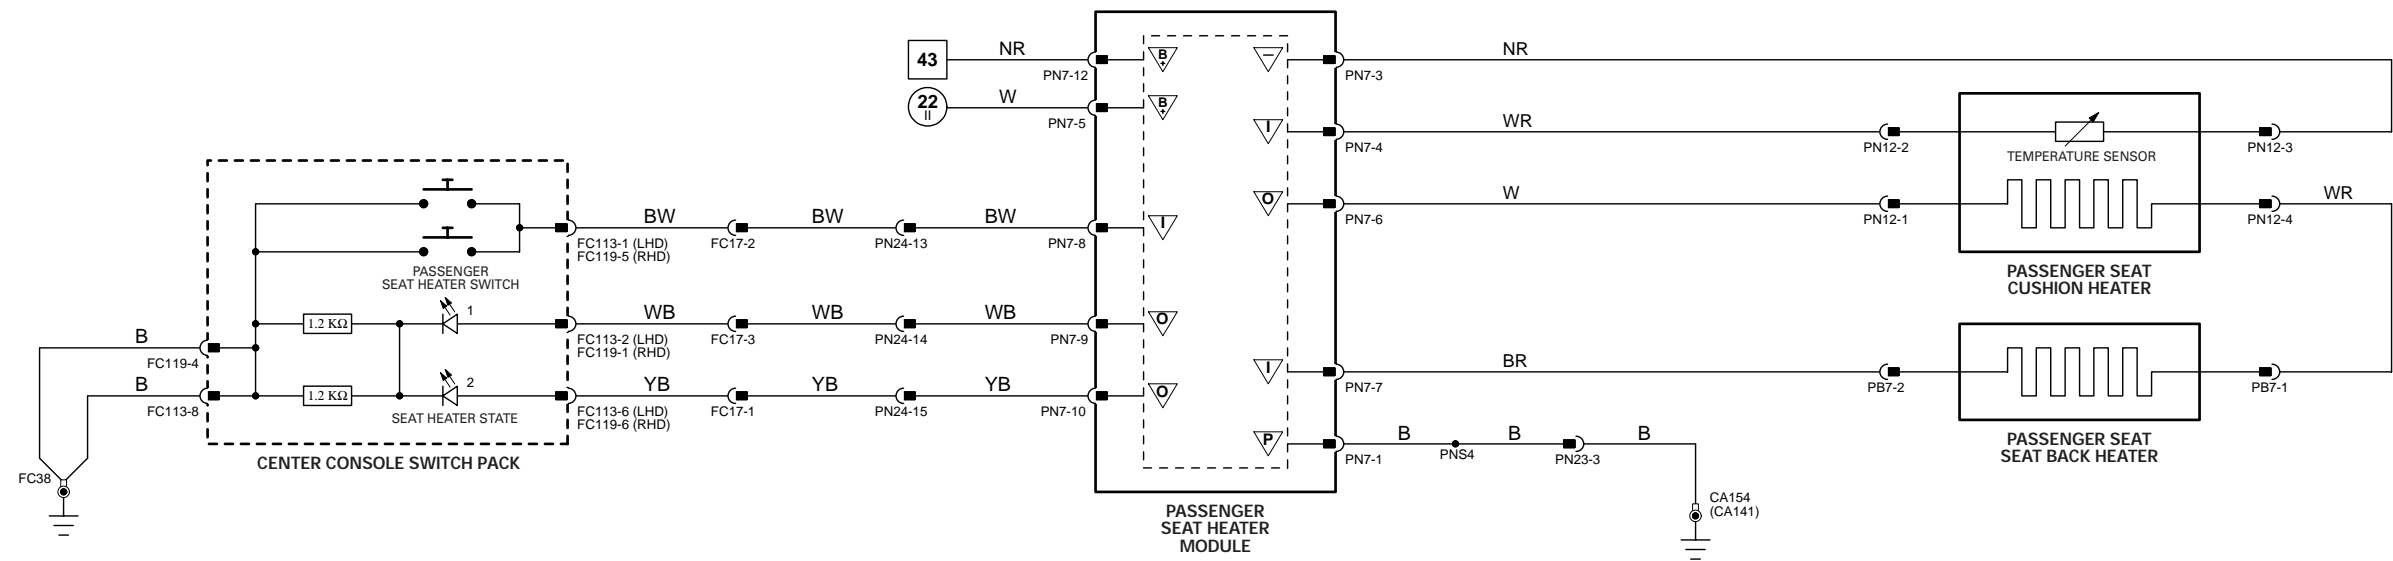 43
NR
PN7-12
22
II
W
PN7-5
B
+
B
+
I
O
O
–
I
O
I
P
PASSENGER
SEAT HEATER SWITCH
1
1.2 KΩ
2
1.2 KΩ
SEAT HEATER STATE
CENTER CONSOLE SWITCH PACK
B
FC119-4
B
FC113-8
FC38
BW
FC113-1 (LHD)
FC119-5 (RHD)
FC17-2
BW
PN24-13
BW
PN7-8
WB
FC113-2 (LHD)
FC119-1 (RHD)
FC17-3
WB
PN24-14
WB
PN7-9
YB
FC113-6 (LHD)
FC119-6 (RHD)
FC17-1
YB
PN24-15
YB
PN7-10
PASSENGER
SEAT HEATER
MODULE
PN7-3
NR
PN7-4
WR
PN12-2
TEMPERATURE SENSOR
PN12-3
PN7-6
W
PN12-1
PN12-4
WR
PASSENGER SEAT
CUSHION HEATER
PN7-7
BR
PB7-2
PB7-1
PASSENGER SEAT
SEAT BACK HEATER
PN7-1
B
PNS4
B
PN23-3
B
CA154
(CA141)